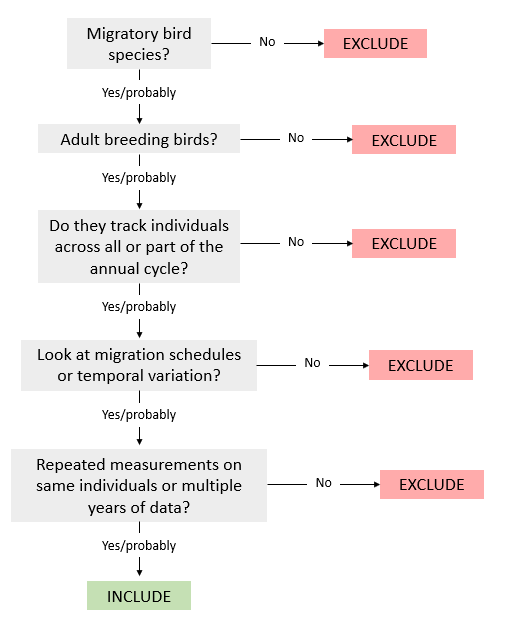 Migratory bird
species?
No
EXCLUDE
Yes/probably
Adult breeding birds?
No
EXCLUDE
Yes/probably
Do they track individuals
across all or part of the
annual cycle?
No
EXCLUDE
Yes/probably
Look at migration schedules
or temporal variation?
No
EXCLUDE
Yes/probably
Repeated measurements on
same individuals or multiple
years of data?
No
EXCLUDE
Yes/probably
INCLUDE